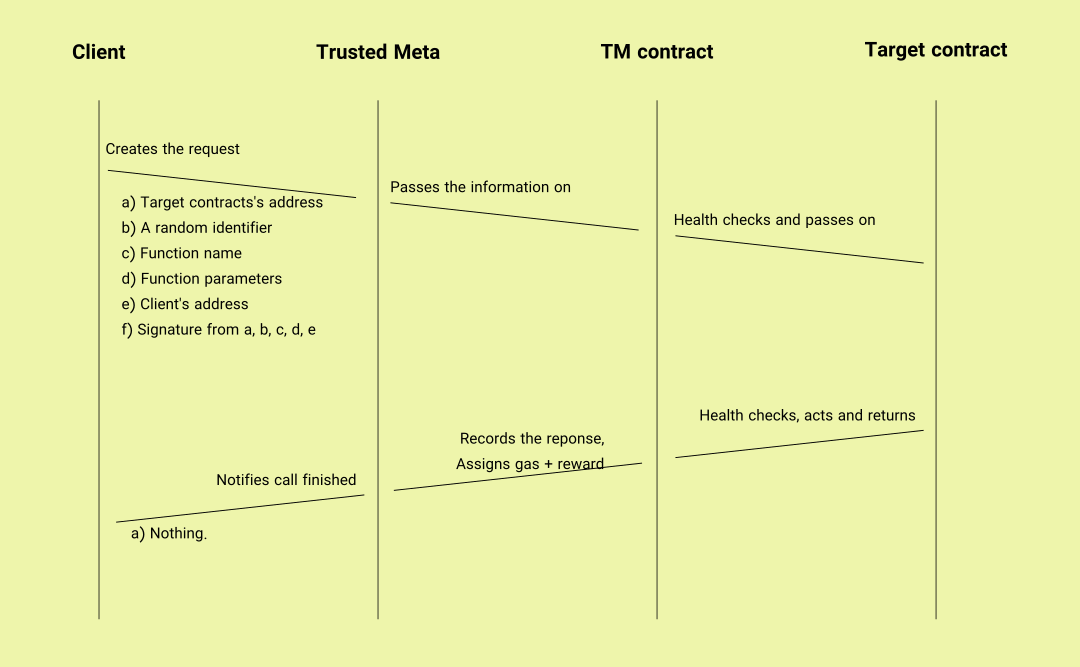 Client
Trusted Meta
TM contract
Target contract
Creates the request
Passes the information on
Health checks and passes on
a) Target contracts's address
b) A random identifier
c) Function name
d) Function parameters
e) Client's address
f) Signature from a, b, c, d, e
Health checks, acts and returns
Records the reponse,
Assigns gas + reward
Notifies call finished
a) Nothing.